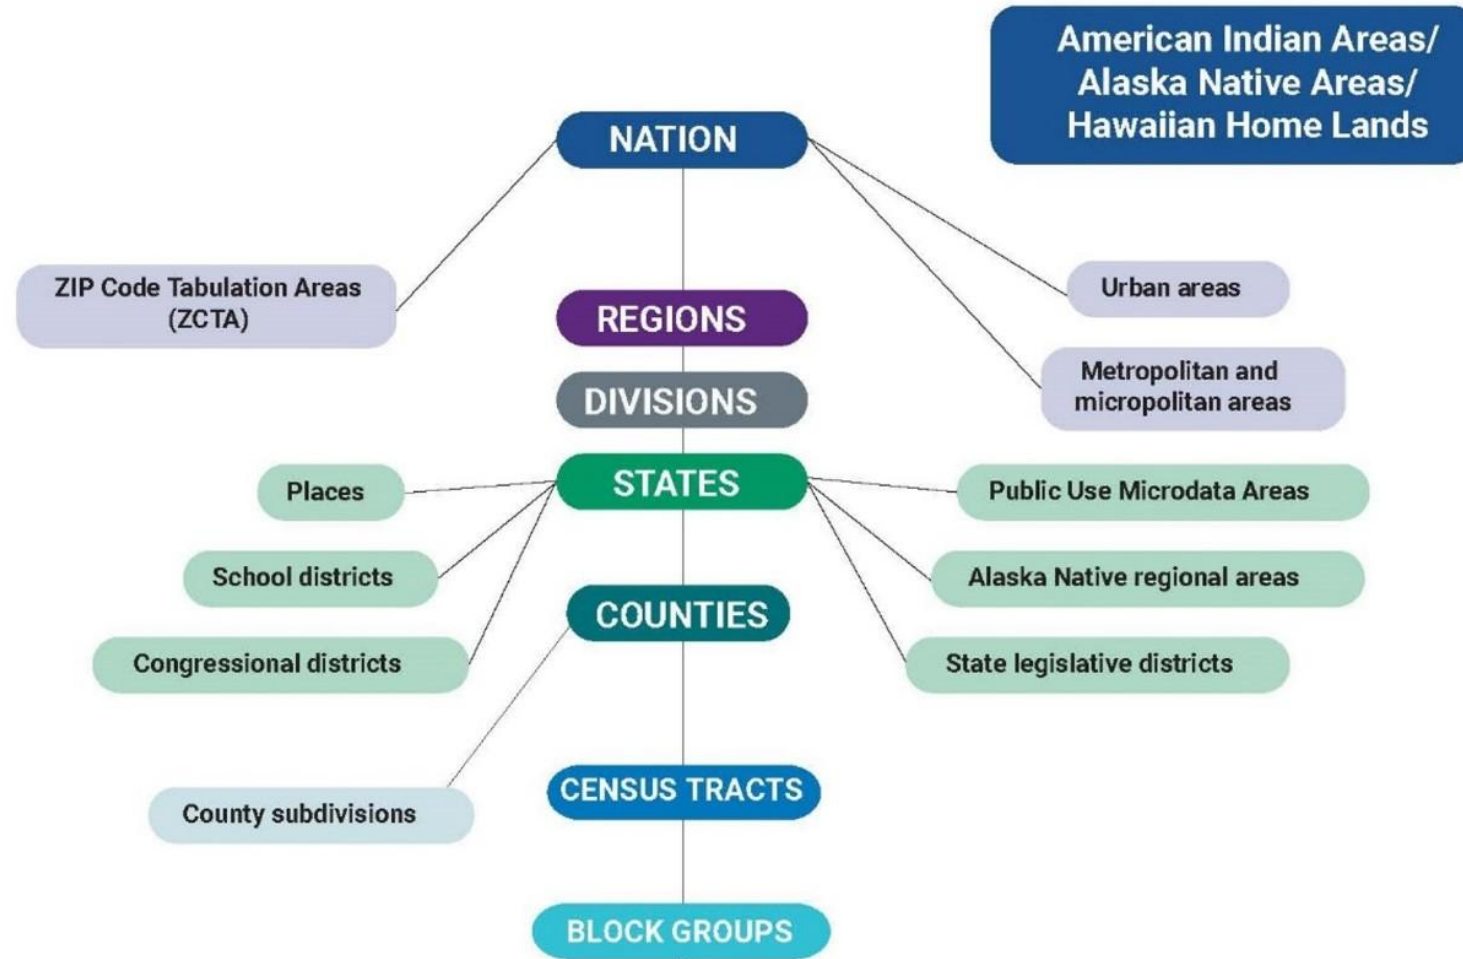 American Indian Areas/
Alaska Native Areas/
Hawaiian Home Lands
NATION
ZIP Code Tabulation Areas
(ZCTA)
Urban areas
REGIONS
Metropolitan and
micropolitan areas
DIVISIONS
Places
STATES
Public Use Microdata Areas
School districts
Alaska Native regional areas
COUNTIES
Congressional districts
State legislative districts
CENSUS TRACTS
County subdivisions
BLOCK GROUPS